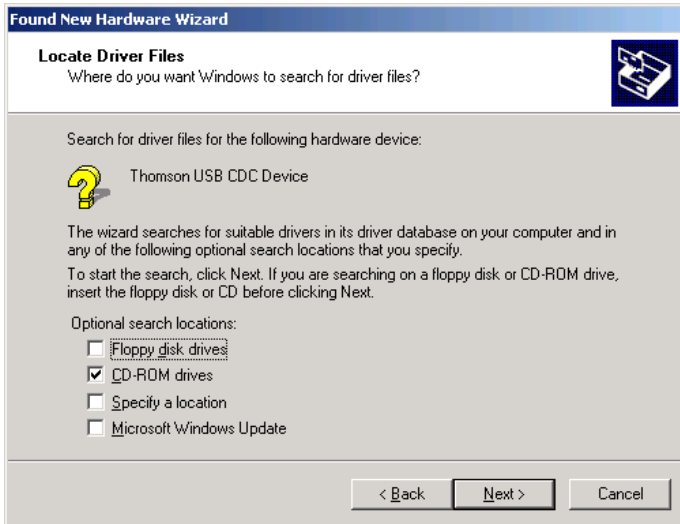 Found New Hardware Wizard
Locate Driver Files
Where do you want Windows to search for driver files?
Search for driver files for the following hardware device:
Thomson USB CDC Device
The wizard searches for suitable drivers in its driver database on your computer and in
any of the following optional search locations that you specify.
To start the search, click Next. If you are searching on a floppy disk or CD-ROM drive,
insert the floppy disk or CD before clicking Next.
Optional search locations:
Floppy disk drives
CD-ROM drives
Specify a location
Microsoft Windows Update
< Back Next > Cancel